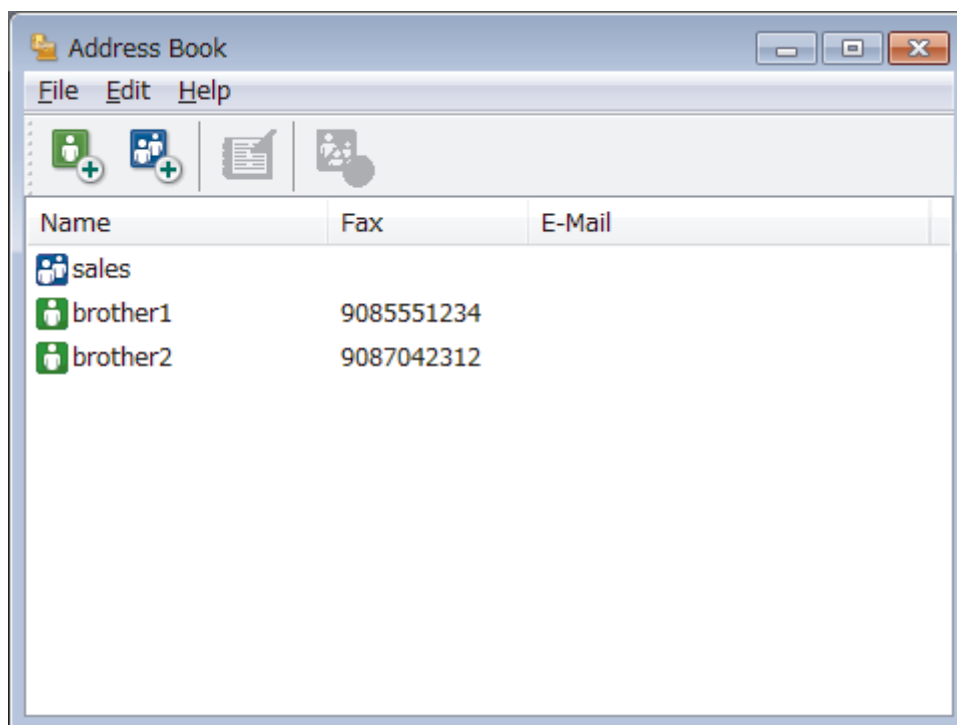 Address Book
File Edit Help
Name Fax E-Mail
sales
brother1 9085551234
brother2 9087042312